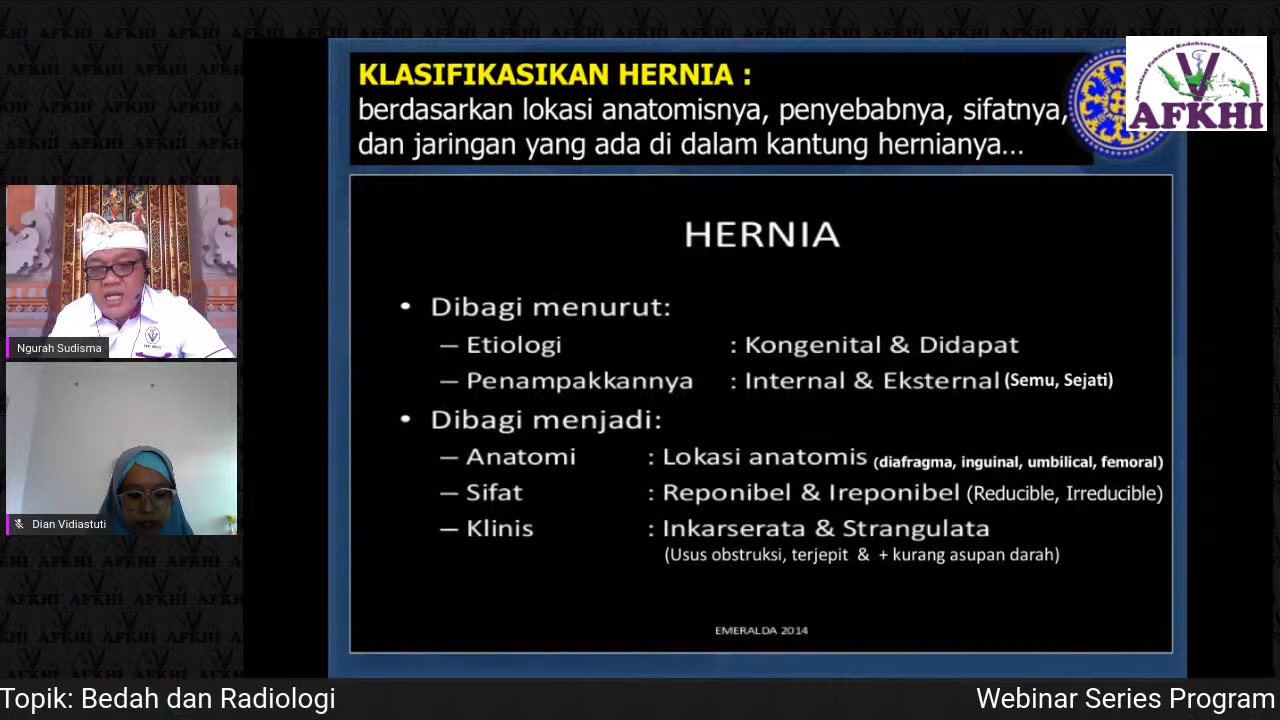 KLASIFIKASIKAN HERNIA :
berdasarkan lokasi anatomisnya, penyebabnya, sifatnya,
dan jaringan yang ada di dalam kantung hernianya...
AFKHI
HERNIA
• Dibagi menurut:
– Etiologi : Kongenital & Didapat
– Penampakkannya : Internal & Eksternal (Semu, Sejati)
• Dibagi menjadi:
– Anatomi : Lokasi anatomis (diafragma, inguinal, umbilical, femoral)
– Sifat : Reponibel & Ireponibel (Reducible, Irreducible)
– Klinis : Inkarserata & Strangulata
(Usus obstruksi, terjepit & + kurang asupan darah)
EMERALDA 2014
Ngurah Sudisma
Dian Vidiastuti
Topik: Bedah dan Radiologi
Webinar Series Program